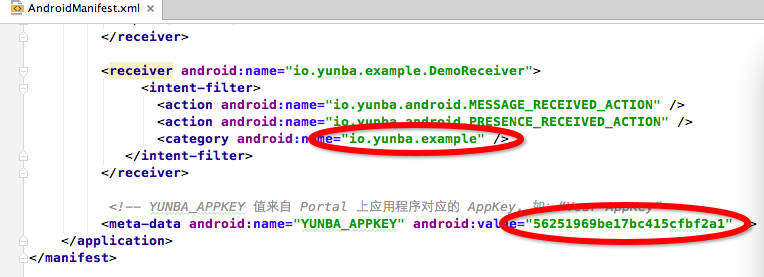 AndroidManifest.xml ×
</receiver>
<receiver android:name="io.yunba.example.DemoReceiver">
<intent-filter>
<action android:name="io.yunba.android.MESSAGE_RECEIVED_ACTION" />
<action android:name="io.yunba.android.PRESENCE_RECEIVED_ACTION" />
<category android:name="io.yunba.example" />
</intent-filter>
</receiver>
<!-- YUNBA_APPKEY 值来自 Portal 上应用程序对应的 AppKey, 如: "Your AppKey"
<meta-data android:name="YUNBA_APPKEY" android:value="56251969be17bc415cfbf2a1" />
</application>
</manifest>